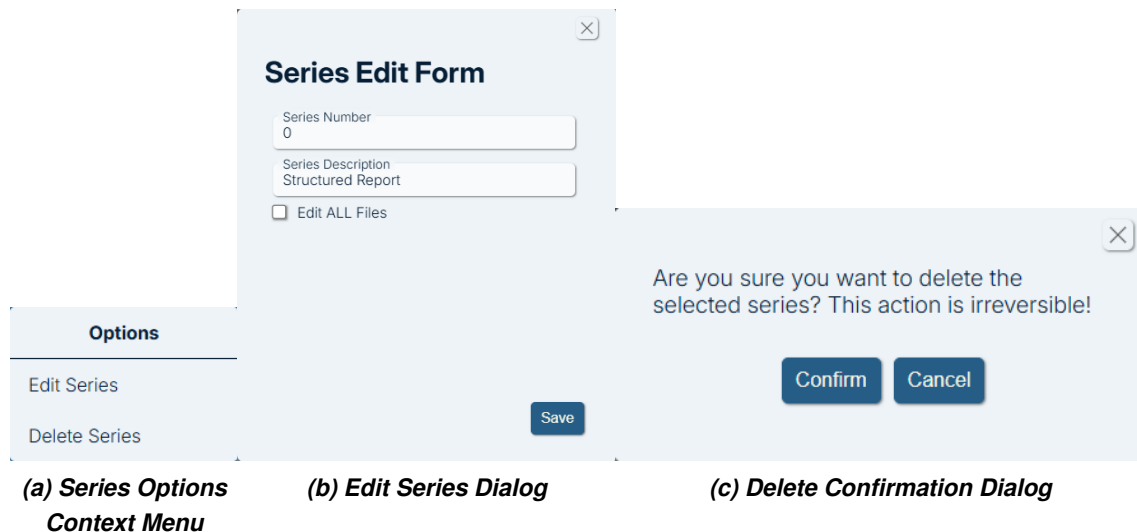 Options
Edit Series
Delete Series
(a) Series Options
Context Menu
Series Edit Form
Series Number
0
Series Description
Structured Report
Edit ALL Files
Save
(b) Edit Series Dialog
Are you sure you want to delete the
selected series? This action is irreversible!
Confirm Cancel
(c) Delete Confirmation Dialog